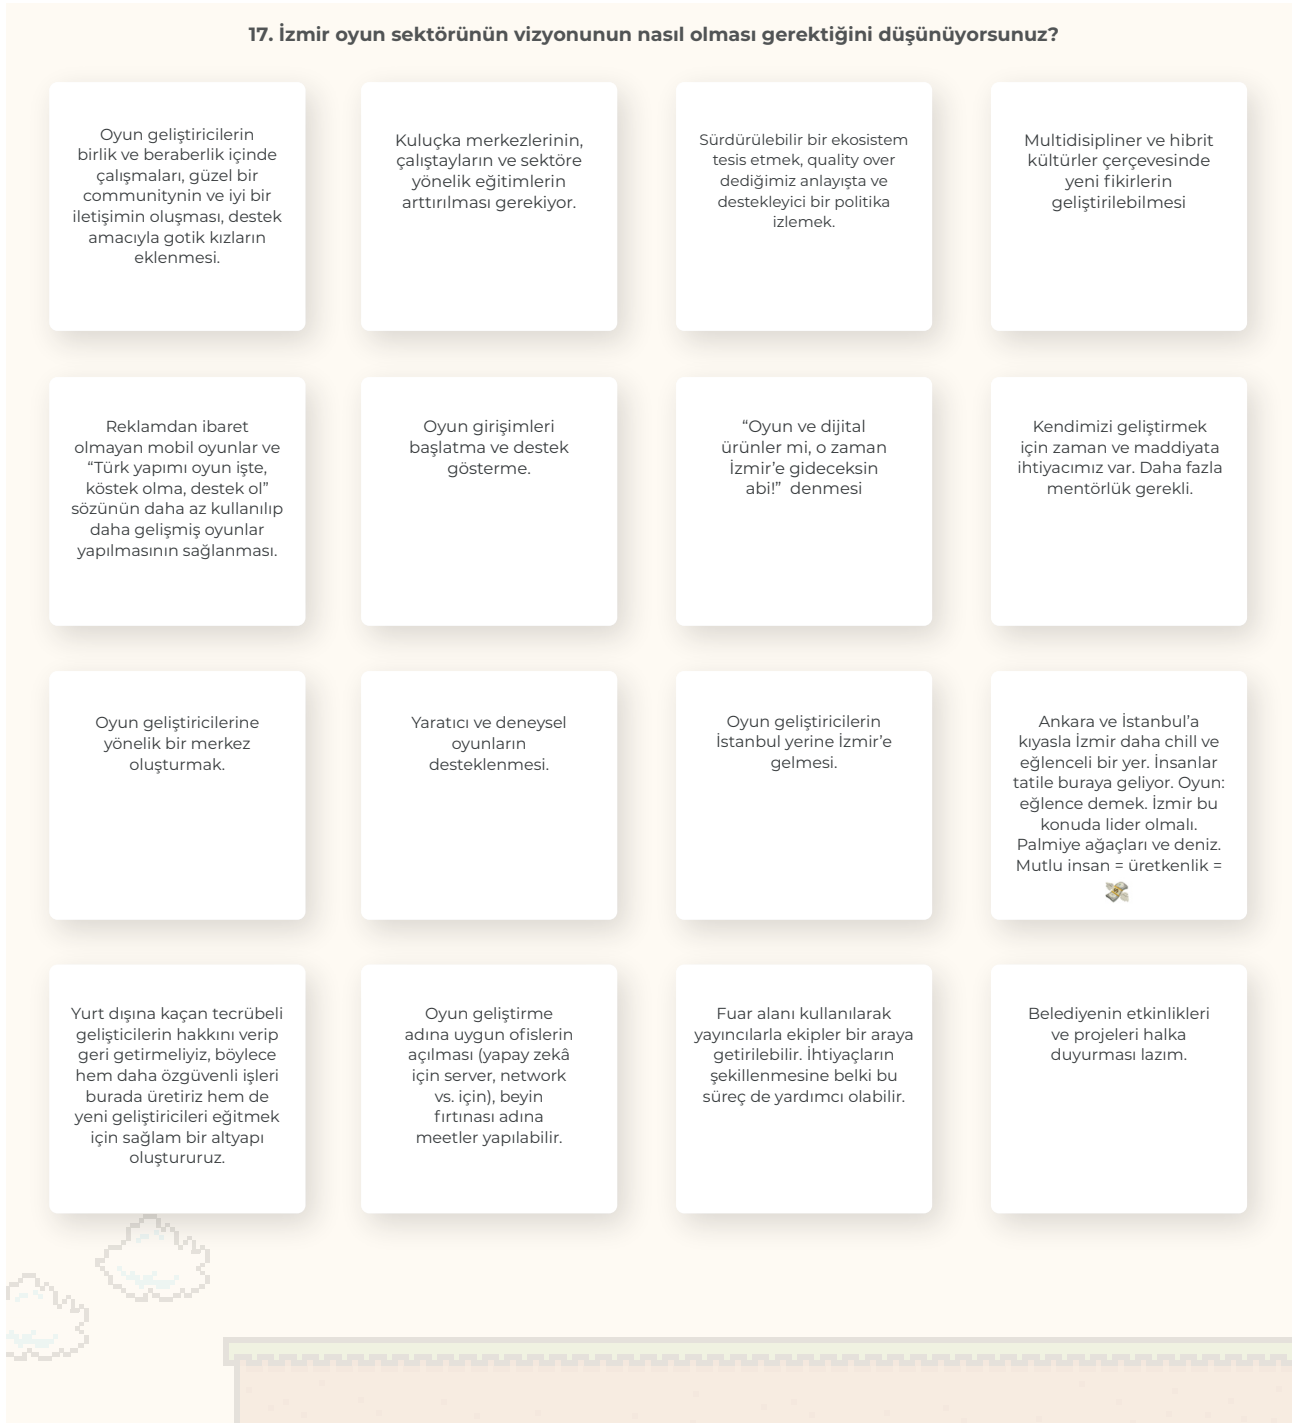 17. İzmir oyun sektörünün vizyonunun nasıl olması gerektiğini düşünüyorsunuz?
Oyun geliştiricilerin
birlik ve beraberlik içinde
çalışmaları, güzel bir
communitynin ve iyi bir
iletişimin oluşması, destek
amacıyla gotik kızların
eklenmesi.
Kuluçka merkezlerinin,
çalıştayların ve sektöre
yönelik eğitimlerin
arttırılması gerekiyor.
Sürdürülebilir bir ekosistem
tesis etmek, quality over
dediğimiz anlayışta ve
destekleyici bir politika
izlemek.
Multidisipliner ve hibrit
kültürler çerçevesinde
yeni fikirlerin
geliştirilebilmesi
Reklamdan ibaret
olmayan mobil oyunlar ve
“Türk yapımı oyun işte,
köstek olma, destek ol”
sözünün daha az kullanılıp
daha gelişmiş oyunlar
yapılmasının sağlanması.
Oyun girişimleri
başlatma ve destek
gösterme.
“Oyun ve dijital
ürünler mi, o zaman
İzmir’e gideceksin
abi!” denmesi
Kendimizi geliştirmek
için zaman ve maddiyata
ihtiyacımız var. Daha fazla
mentörlük gerekli.
Oyun geliştiricilerine
yönelik bir merkez
oluşturmak.
Yaratıcı ve deneysel
oyunların
desteklenmesi.
Oyun geliştiricilerin
İstanbul yerine İzmir’e
gelmesi.
Ankara ve İstanbul’a
kıyasla İzmir daha chill ve
eğlenceli bir yer. İnsanlar
tatile buraya geliyor. Oyun:
eğlence demek. İzmir bu
konuda lider olmalı.
Palmiye ağaçları ve deniz.
Mutlu insan = üretkenlik =
💸
Yurt dışına kaçan tecrübeli
gelişticilerin hakkını verip
geri getirmeliyiz, böylece
hem daha özgüvenli işleri
burada üretiriz hem de
yeni geliştiricileri eğitmek
için sağlam bir altyapı
oluştururuz.
Oyun geliştirme
adına uygun ofislerin
açılması (yapay zekâ
için server, network
vs. için), beyin
fırtınası adına
meetler yapılabilir.
Fuar alanı kullanılarak
yayıncılarla ekipler bir araya
getirilebilir. İhtiyaçların
şekillenmesine belki bu
süreç de yardımcı olabilir.
Belediyenin etkinlikleri
ve projeleri halka
duyurması lazım.